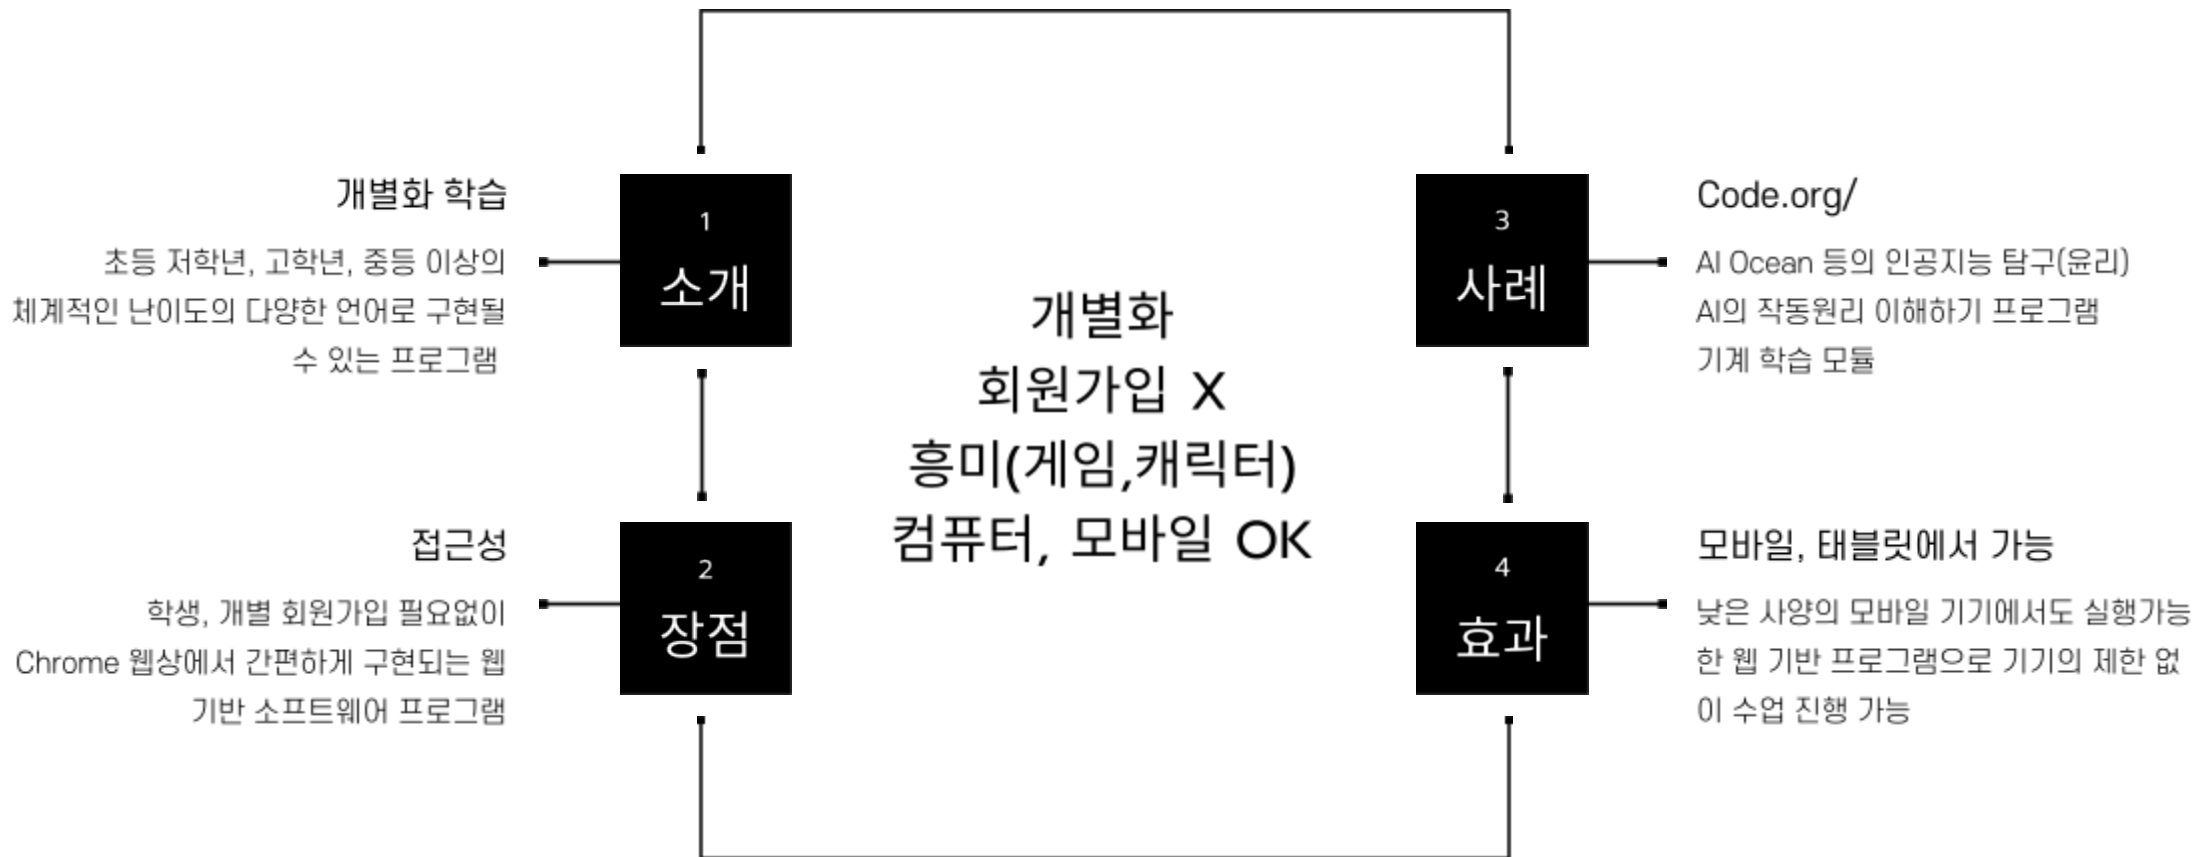 개별화 학습
초등 저학년, 고학년, 중등 이상의
체계적인 난이도의 다양한 언어로 구현될
수 있는 프로그램
1
소개
접근성
학생, 개별 회원가입 필요없이
Chrome 웹상에서 간편하게 구현되는 웹
기반 소프트웨어 프로그램
2
장점
개별화
회원가입 X
흥미(게임,캐릭터)
컴퓨터, 모바일 OK
3
사례
Code.org/
AI Ocean 등의 인공지능 탐구(윤리)
AI의 작동원리 이해하기 프로그램
기계 학습 모듈
4
효과
모바일, 태블릿에서 가능
낮은 사양의 모바일 기기에서도 실행가능
한 웹 기반 프로그램으로 기기의 제한 없
이 수업 진행 가능